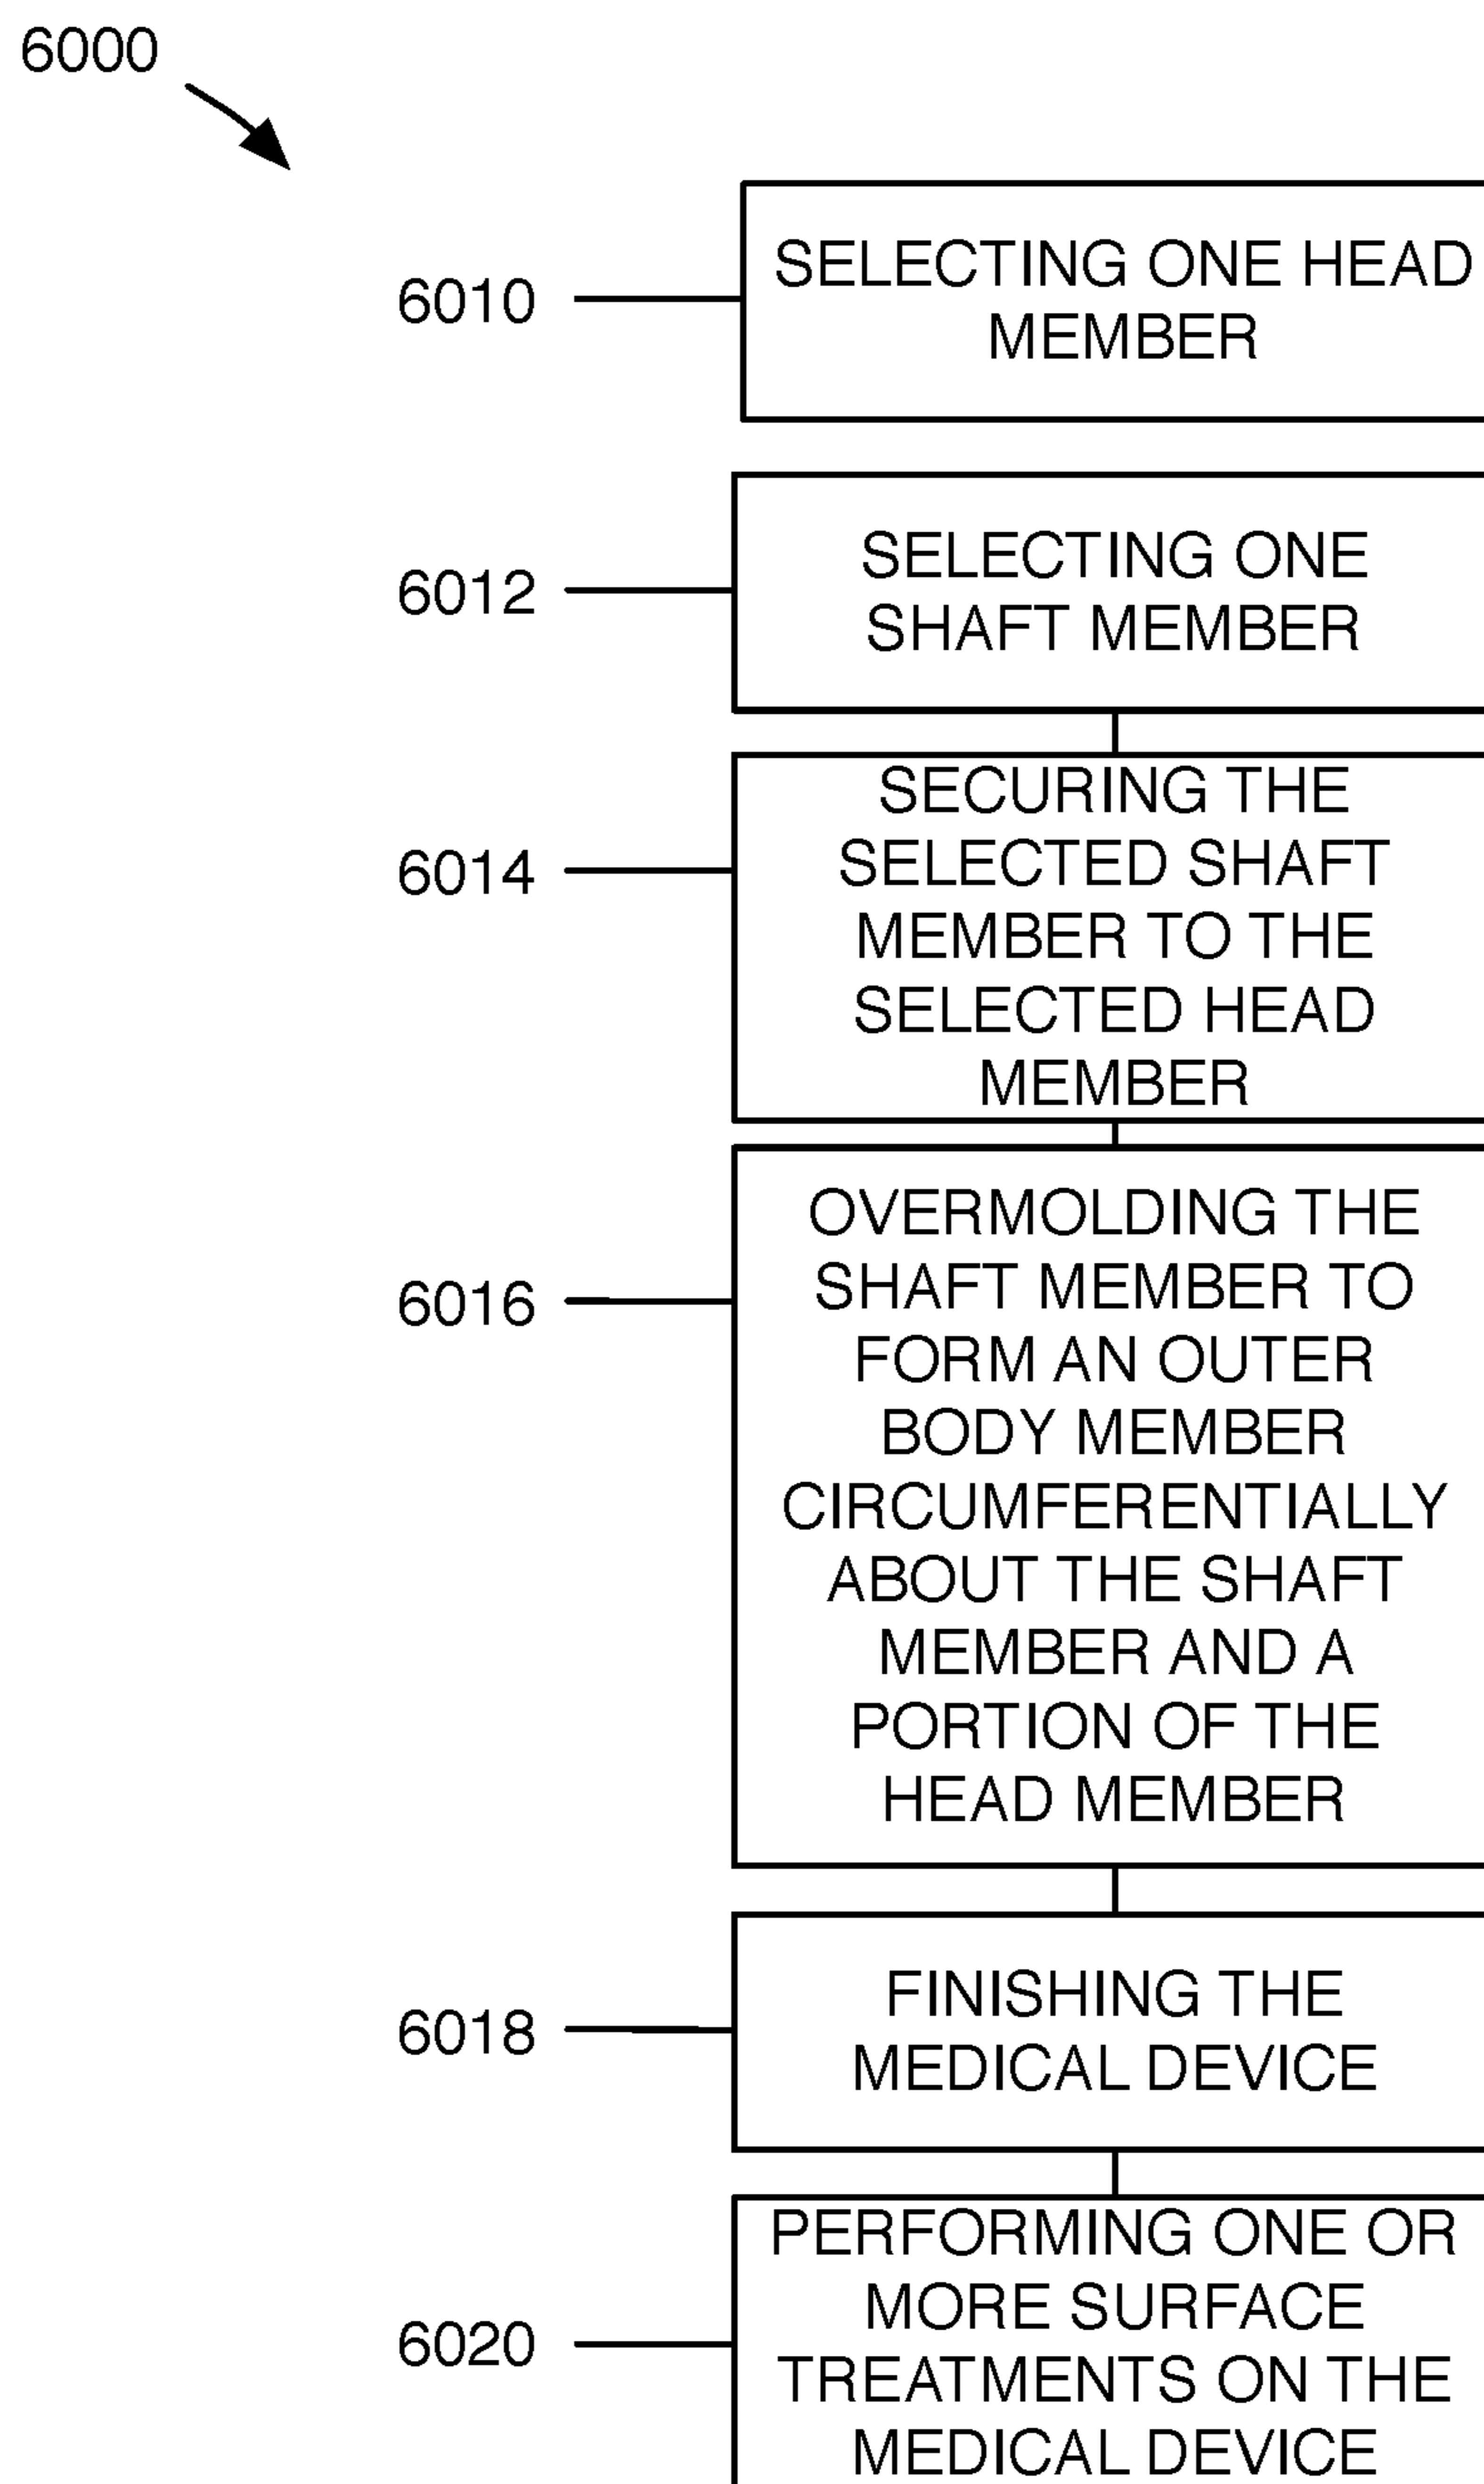 6000
6010
SELECTING ONE HEAD
MEMBER
6012
SELECTING ONE
SHAFT MEMBER
6014
SECURING THE
SELECTED SHAFT
MEMBER TO THE
SELECTED HEAD
MEMBER
6016
OVERMOLDING THE
SHAFT MEMBER TO
FORM AN OUTER
BODY MEMBER
CIRCUMFERENTIALLY
ABOUT THE SHAFT
MEMBER AND A
PORTION OF THE
HEAD MEMBER
6018
FINISHING THE
MEDICAL DEVICE
6020
PERFORMING ONE OR
MORE SURFACE
TREATMENTS ON THE
MEDICAL DEVICE